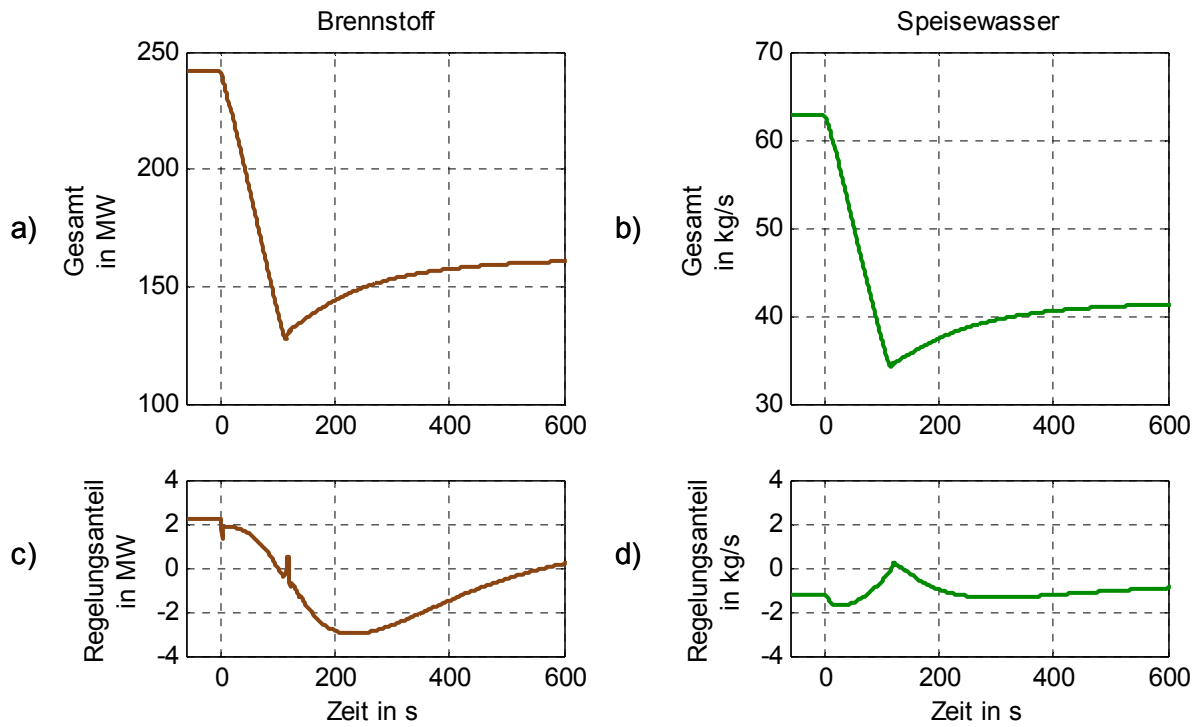 Brennstoff
Speisewasser
a)
Gesamt
in MW
250
200
150
100
0
200
400
600
b)
Gesamt
in kg/s
70
60
50
40
30
0
200
400
600
c)
Regelungsanteil
in MW
4
2
0
-2
-4
0
200
400
600
Zeit in s
d)
Regelungsanteil
in kg/s
4
2
0
-2
-4
0
200
400
600
Zeit in s